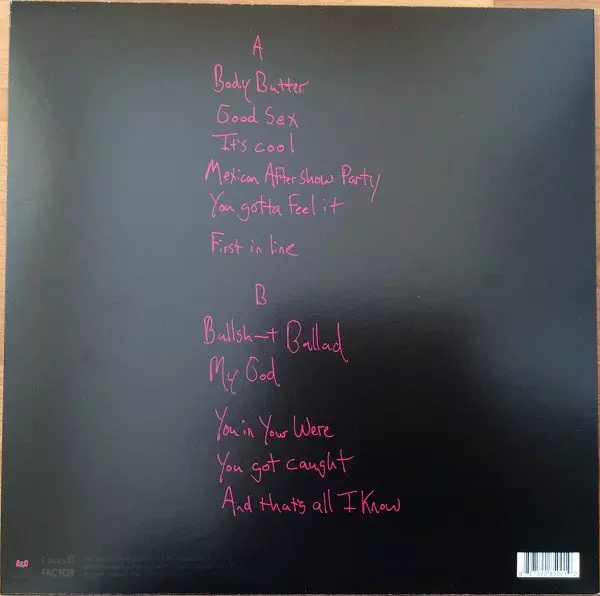 A
Body Butter
Good Sex
It's cool
Mexican After show Party
You gotta Feel it
First in line
B
Bullsh-t Ballad
My God
You in Your Were
You got caught
And that's all I Know
FACTOR